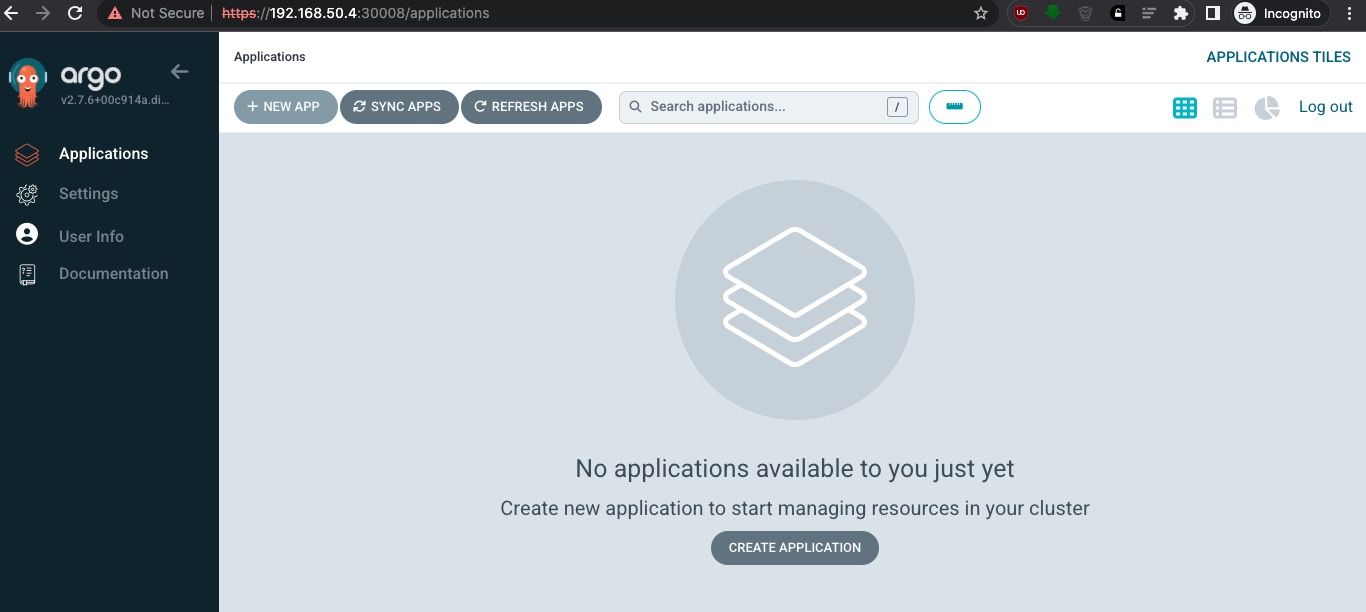 Not Secure | https://192.168.50.4:30008/applications
UD
Incognito
argo
v2.7.6+00c914a.di...
Applications
Settings
User Info
Documentation
Applications
APPLICATIONS TILES
+ NEW APP
SYNC APPS
REFRESH APPS
Search applications...
/
Log out
No applications available to you just yet
Create new application to start managing resources in your cluster
CREATE APPLICATION